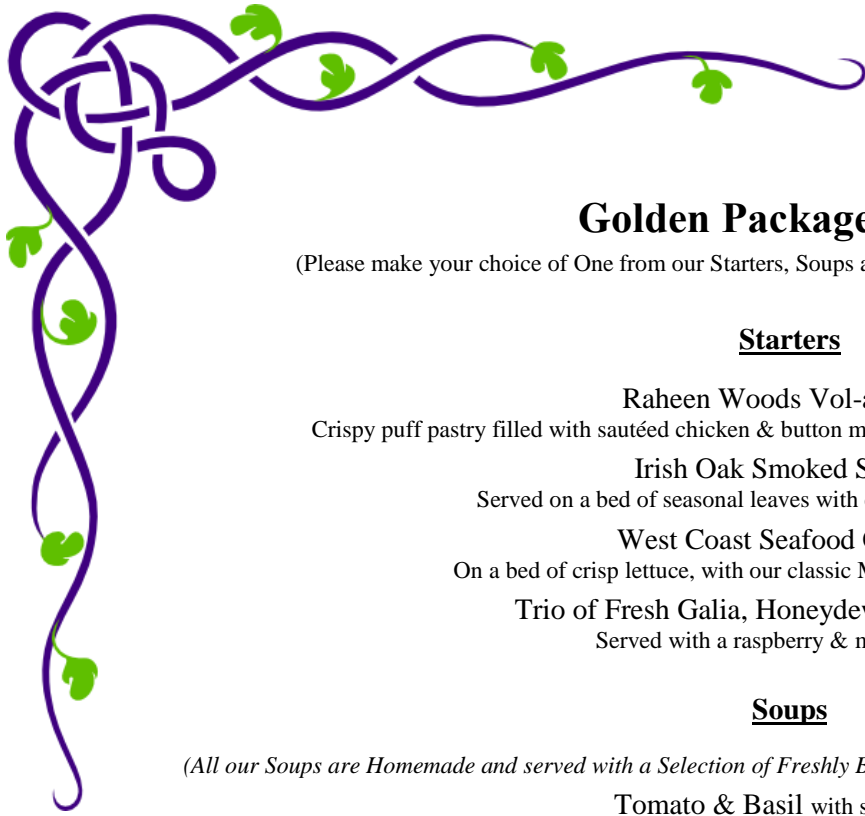 Golden Package
(Please make your choice of One from our Starters, Soups
Starters
Raheen Woods
Crispy puff pastry filled with sautéed chicken & button
Irish Oak Smoked
Served on a bed of seasonal leaves with
West Coast Seafood
On a bed of crisp lettuce, with our classic
Trio of Fresh Galia,
Served with a raspberry &
Soups
(All our Soups are Homemade and served with a Selection of Freshly
Tomato & Basil with